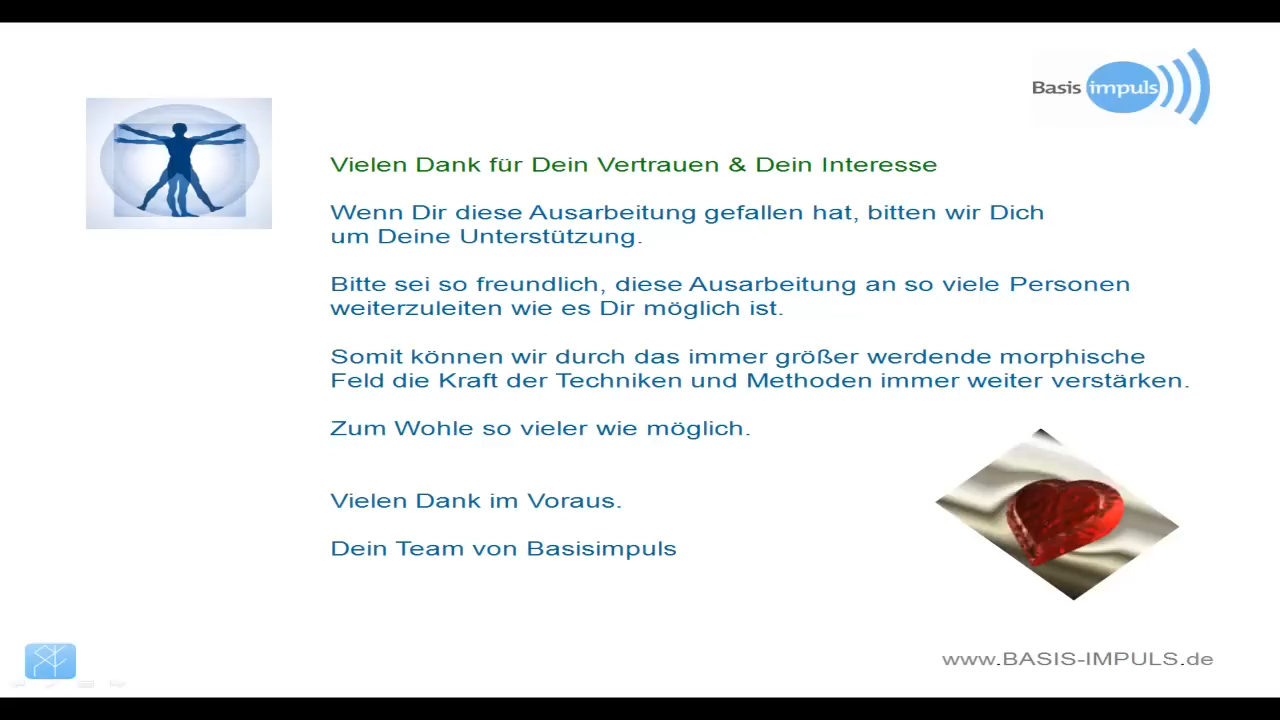 Basis impuls
Vielen Dank für Dein Vertrauen & Dein Interesse
Wenn Dir diese Ausarbeitung gefallen hat, bitten wir Dich
um Deine Unterstützung.
Bitte sei so freundlich, diese Ausarbeitung an so viele Personen
weiterzuleiten wie es Dir möglich ist.
Somit können wir durch das immer größer werdende morphische
Feld die Kraft der Techniken und Methoden immer weiter verstärken.
Zum Wohle so vieler wie möglich.
Vielen Dank im Voraus.
Dein Team von Basisimpuls
www.BASIS-IMPULS.de